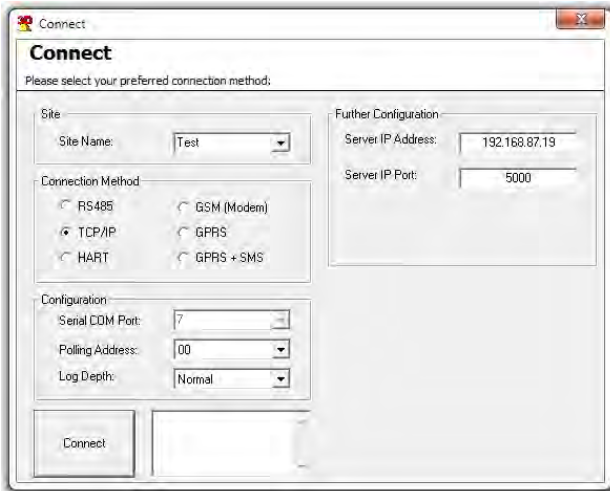 Connect
Connect
Please select your preferred connection method:
Site
Site Name: Test
Connection Method
RS485 GSM (Modem)
TCP/IP GPRS
HART GPRS + SMS
Configuration
Serial COM Port: 7
Polling Address: 00
Log Depth: Normal
Connect
Further Configuration
Server IP Address: 192.168.87.19
Server IP Port: 5000